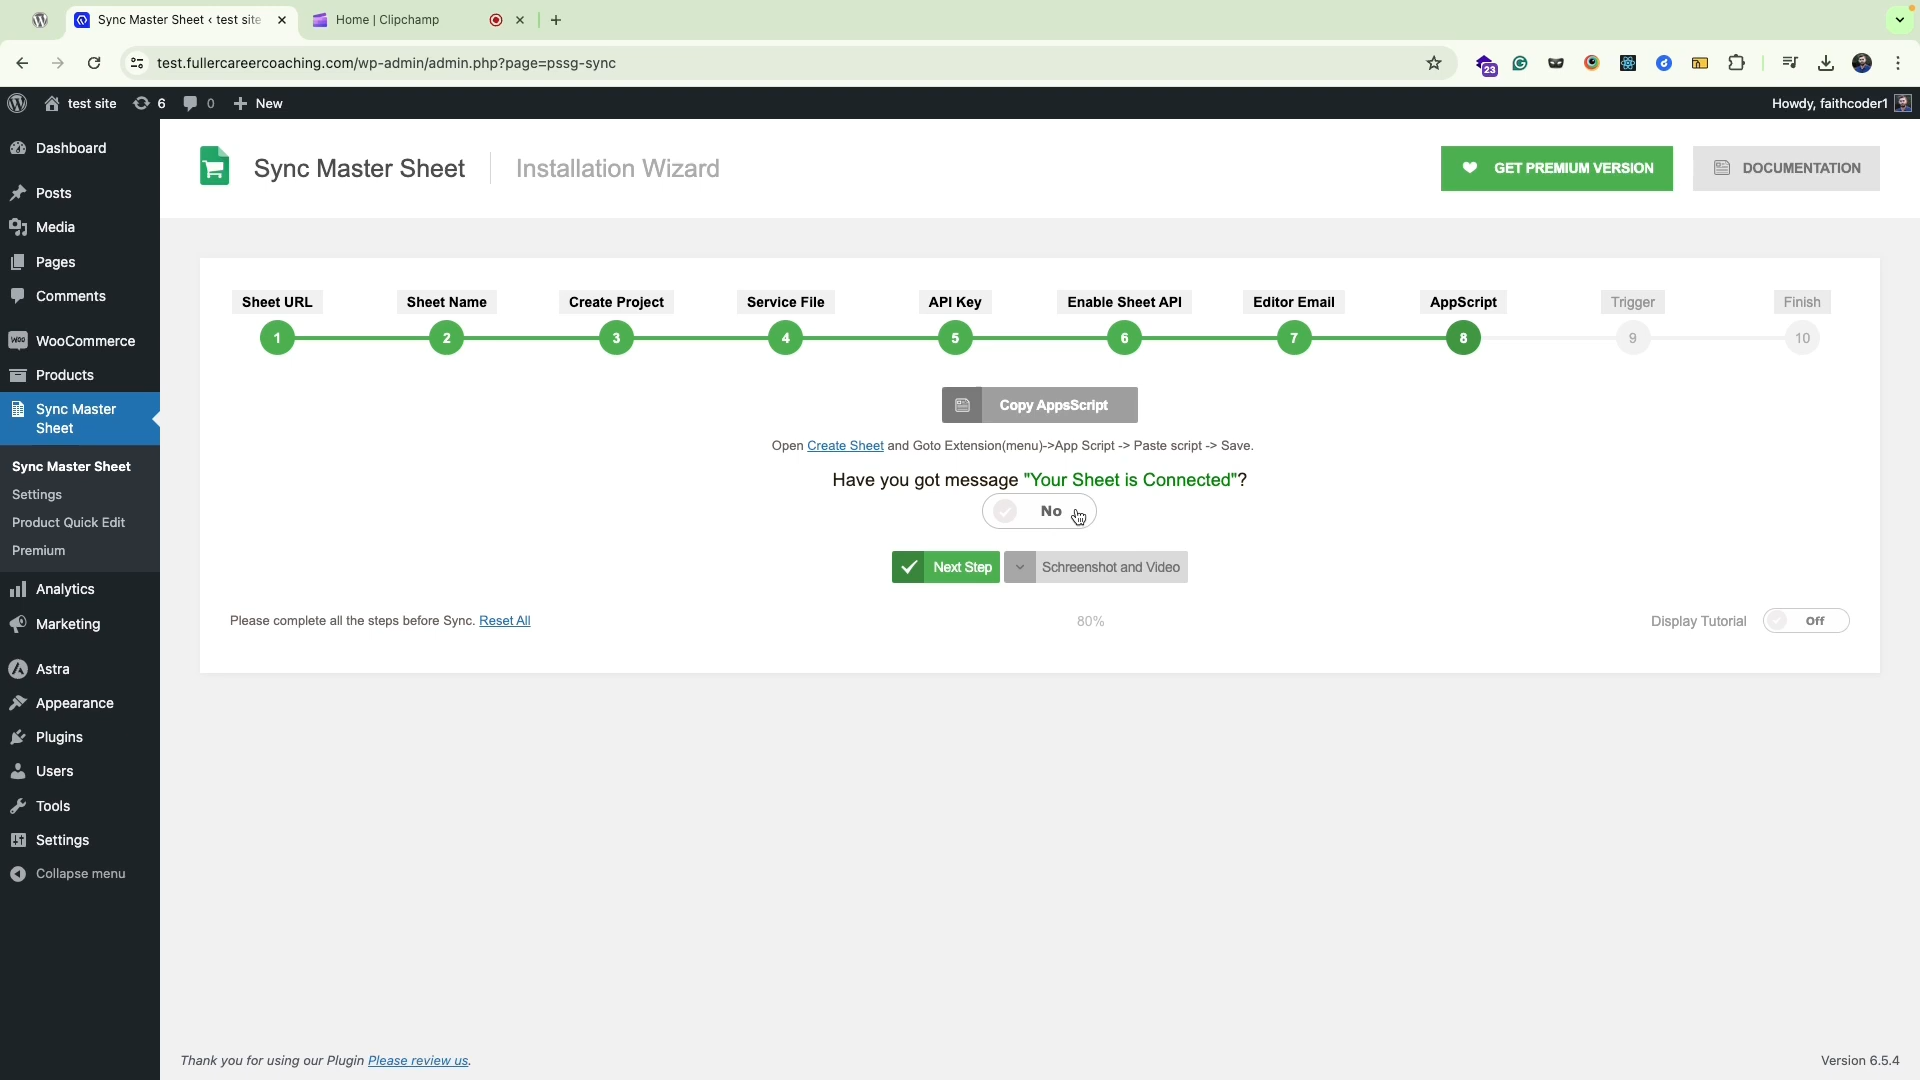 Sync Master Sheet ‹ test site
Home | Clipchamp
test.fullercareercoaching.com/wp-admin/admin.php?page=pssg-sync
23
test site
6
0
New
Howdy, faithcoder1
Dashboard
Posts
Media
Pages
Comments
WooCommerce
Products
Sync Master
Sheet
Sync Master Sheet
Settings
Product Quick Edit
Premium
Analytics
Marketing
Astra
Appearance
Plugins
Users
Tools
Settings
Collapse menu
Sync Master Sheet
Installation Wizard
GET PREMIUM VERSION
DOCUMENTATION
Sheet URL
Sheet Name
Create Project
Service File
API Key
Enable Sheet API
Editor Email
AppScript
Trigger
Finish
1
2
3
4
5
6
7
8
9
10
Copy AppsScript
Open Create Sheet and Goto Extension(menu)->App Script -> Paste script -> Save.
Have you got message "Your Sheet is Connected"?
No
Next Step
Schreenshot and Video
Please complete all the steps before Sync. Reset All
80%
Display Tutorial
Off
Thank you for using our Plugin Please review us.
Version 6.5.4